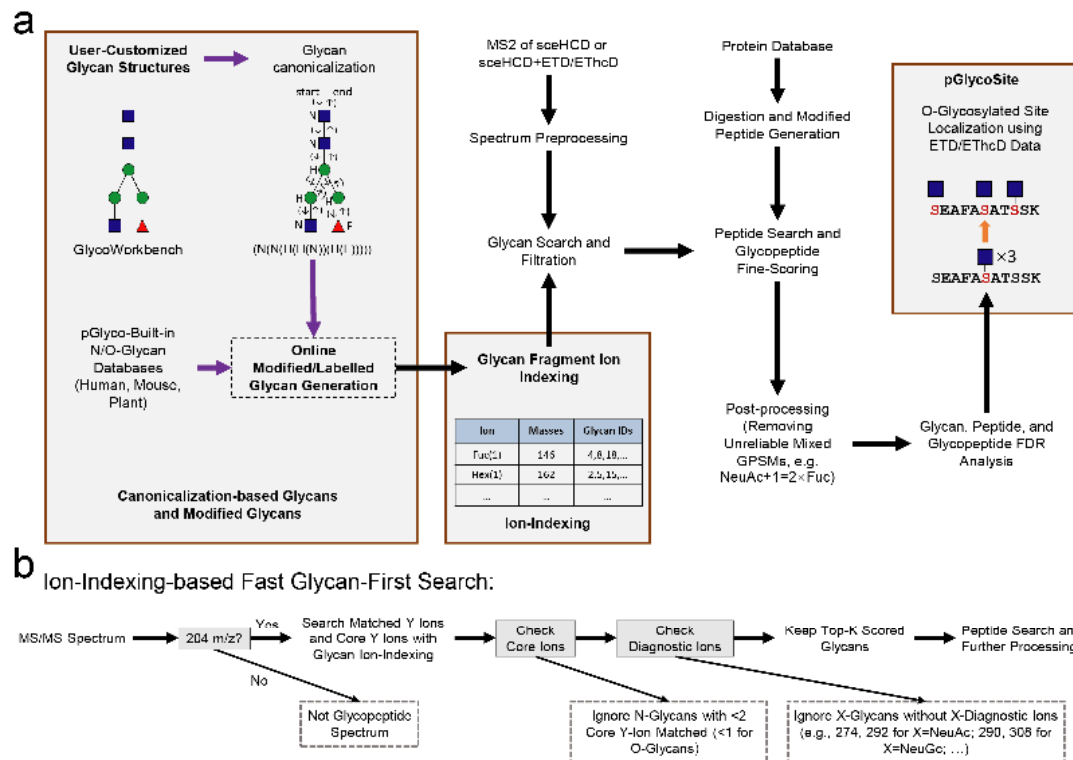 a
User-Customized
Glycan Structures
Glycan
canonicalization
start end
N
N
H
H
H
N
F
GlycoWorkbench
pGlyco-Built-in
N/O-Glycan
Databases
(Human, Mouse,
Plant)
Online
Modified/Labelled
Glycan Generation
Canonicalization-based Glycans
and Modified Glycans
MS2 of sceHCD or
sceHCD+ETD/EThcD
Spectrum Preprocessing
Glycan Search and
Filtration
Glycan Fragment Ion
Indexing
Ion Masses Glycan IDs
Fuc(1) 146 4,8,18,...
Hex(1) 162 2,5,15,...
... ... ...
Ion-Indexing
Protein Database
Digestion and Modified
Peptide Generation
Peptide Search and
Glycopeptide
Fine-Scoring
Post-processing
(Removing
Unreliable Mixed
GPSMs, e.g.
NeuAc+1=2×Fuc)
Glycan, Peptide, and
Glycopeptide FDR
Analysis
pGlycoSite
O-Glycosylated Site
Localization using
ETD/EThcD Data
SEAFASATSSK
×3
SEAFASATSSK
b
Ion-Indexing-based Fast Glycan-First Search:
MS/MS Spectrum
204 m/z?
Yes
No
Not Glycopeptide
Spectrum
Search Matched Y Ions
and Core Y Ions with
Glycan Ion-Indexing
Check
Core Ions
Ignore N-Glycans with <2
Core Y-Ion Matched (<1 for
O-Glycans)
Check
Diagnostic Ions
Ignore X-Glycans without X-Diagnostic Ions
(e.g., 274, 292 for X=NeuAc; 290, 308 for
X=NeuGc; ...)
Keep Top-K Scored
Glycans
Peptide Search and
Further Processing